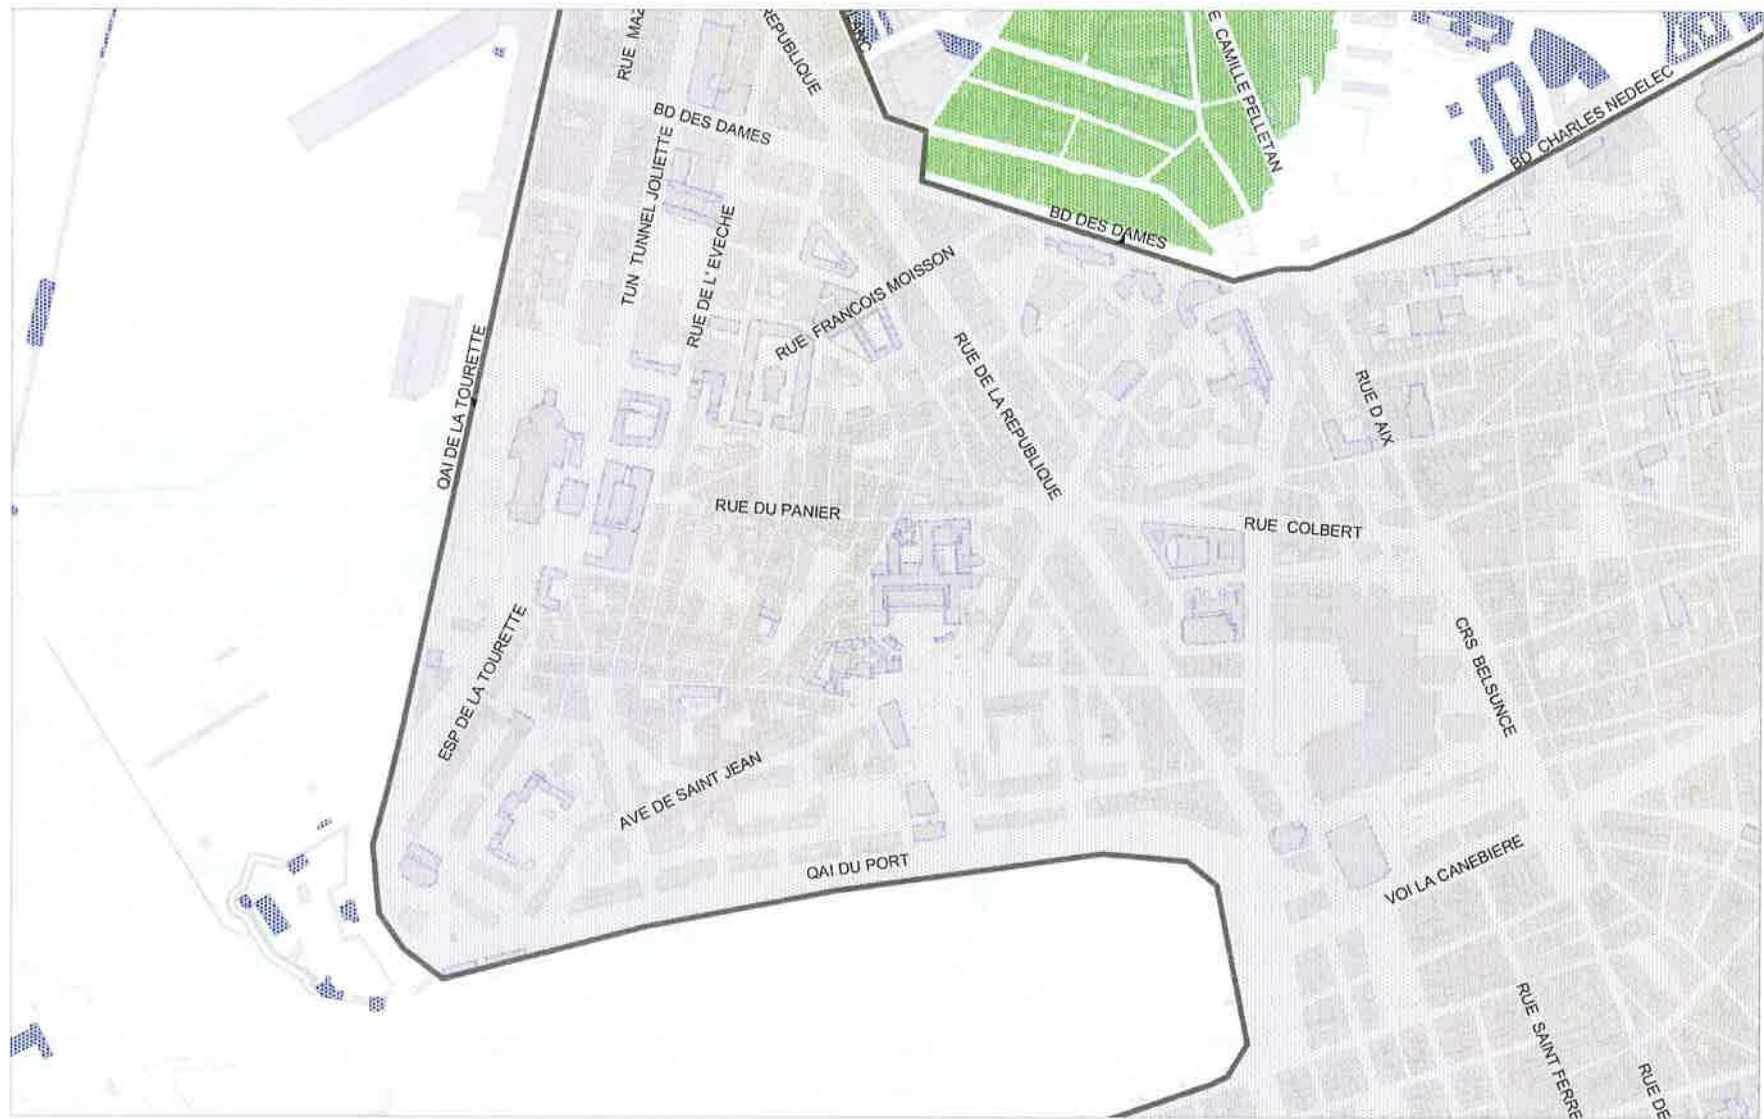 RUE MAZ
REPUBLIQUE
ANC
E CAMILLE PELLETAN
BD CHARLES NEDELEC
BD DES DAMES
TUN TUNNEL JOLIETTE
RUE DE L' EVECHE
BD DES DAMES
RUE FRANCOIS MOISSON
QAI DE LA TOURETTE
RUE DE LA REPUBLIQUE
RUE D AIX
RUE DU PANIER
RUE COLBERT
ESP DE LA TOURETTE
CRS BELSUNCE
AVE DE SAINT JEAN
QAI DU PORT
VOI LA CANEBIERE
RUE SAINT FERRE
RUE DE